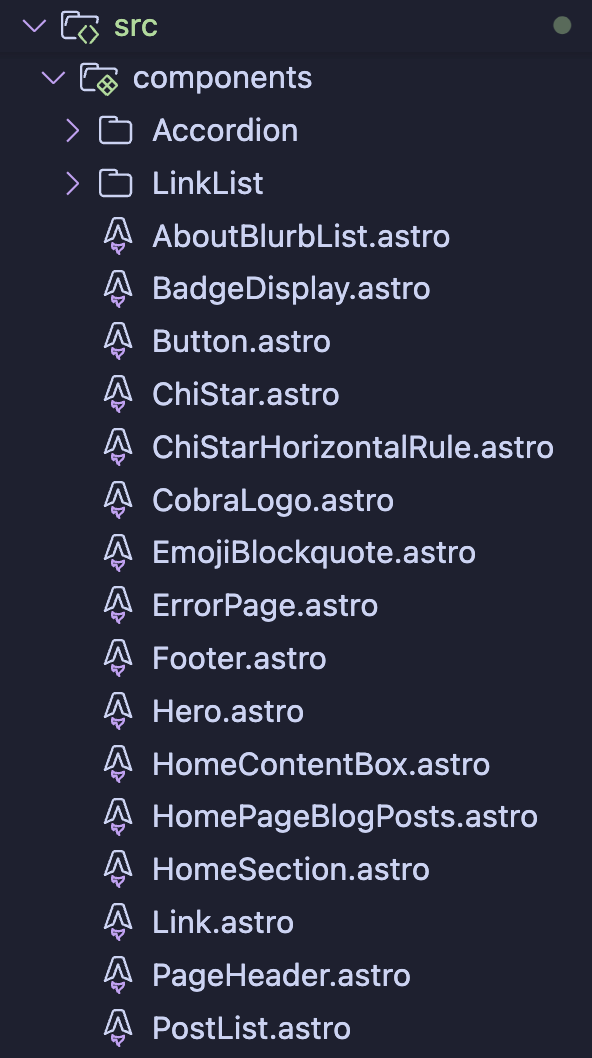 src
components
Accordion
LinkList
AboutBlurbList.astro
BadgeDisplay.astro
Button.astro
ChiStar.astro
ChiStarHorizontalRule.astro
CobraLogo.astro
EmojiBlockquote.astro
ErrorPage.astro
Footer.astro
Hero.astro
HomeContentBox.astro
HomePageBlogPosts.astro
HomeSection.astro
Link.astro
PageHeader.astro
PostList.astro